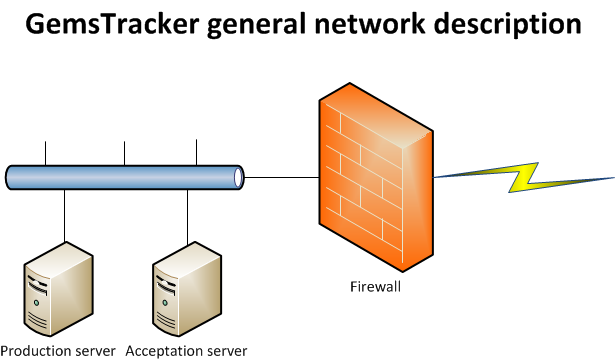 GemsTracker general network description
Firewall
Production server
Acceptation server